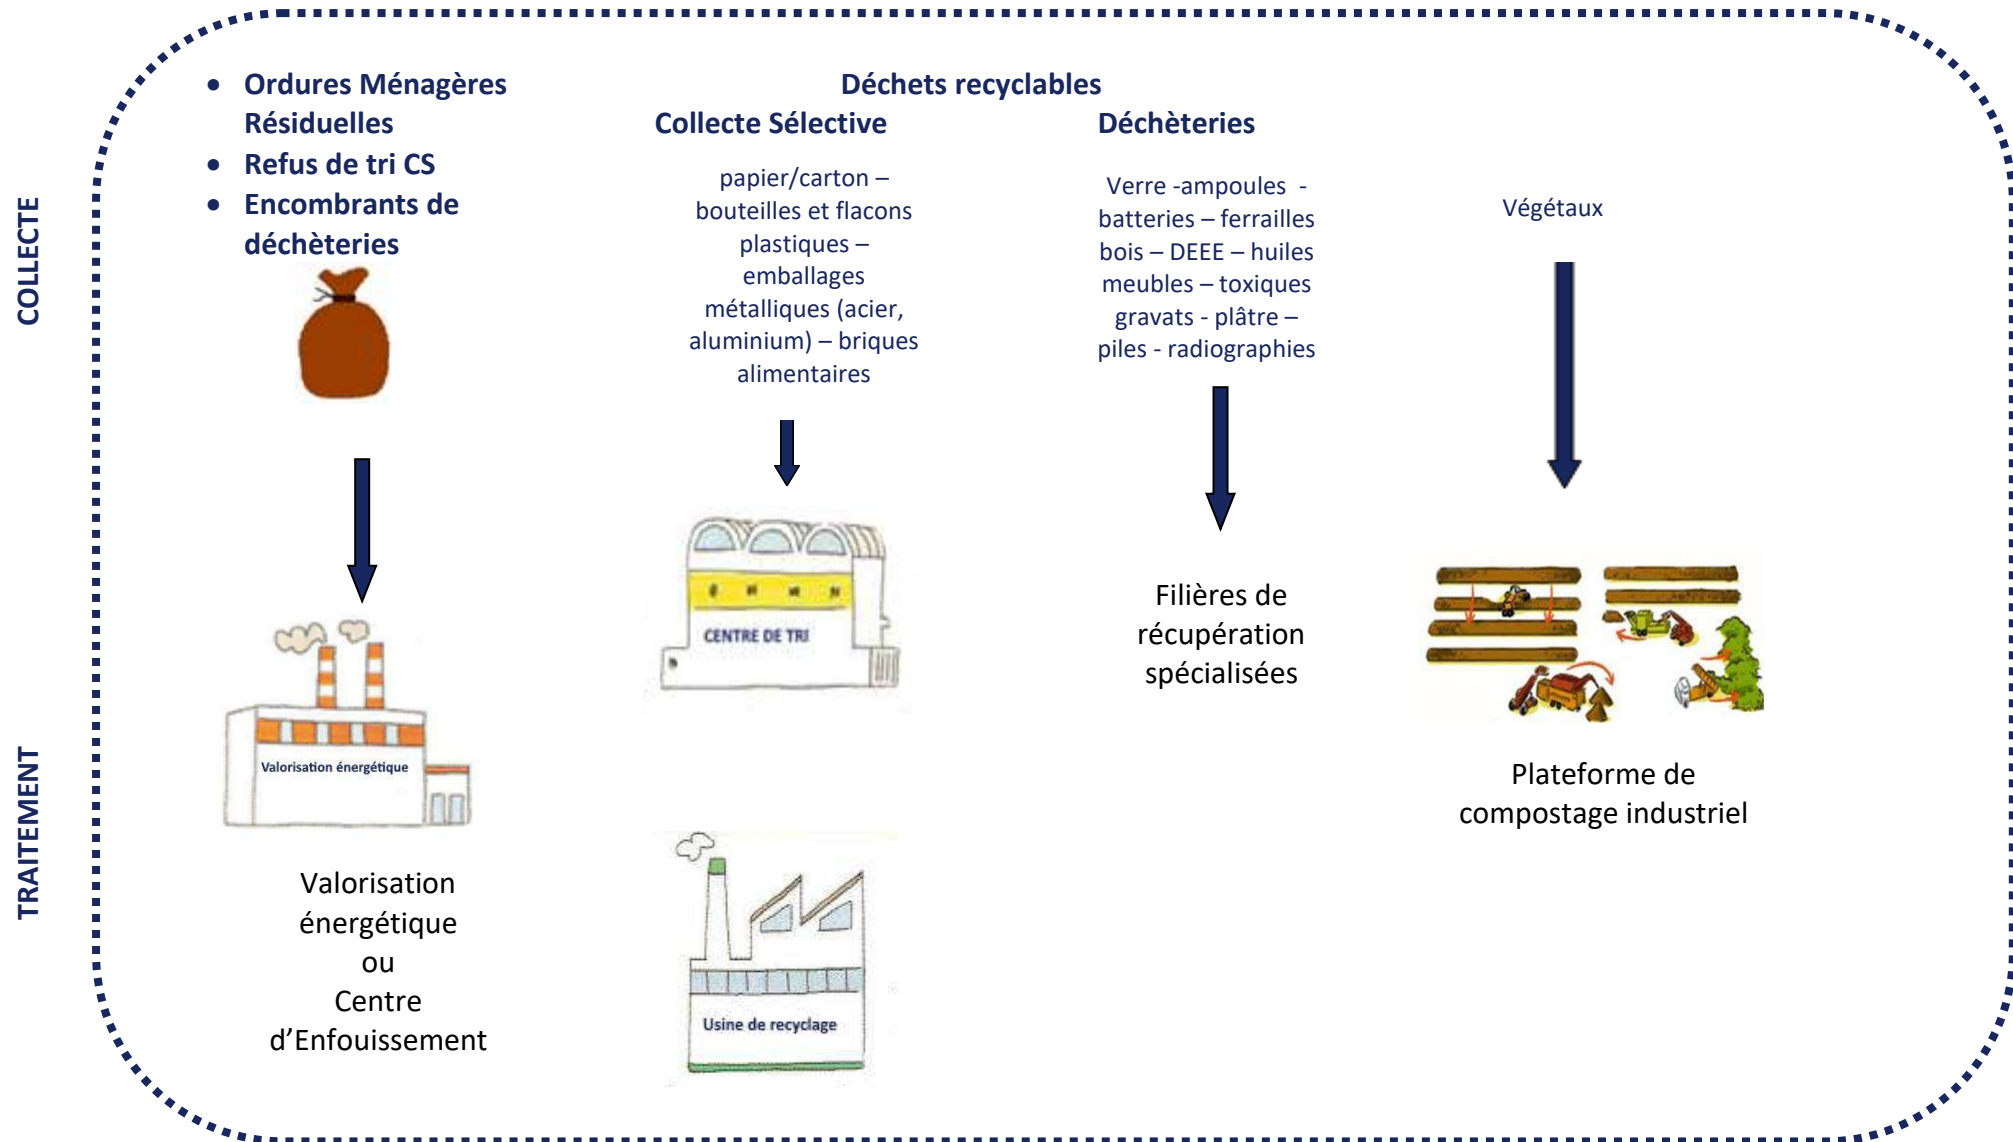 COLLECTE
TRAITEMENT
• Ordures Ménagères
Résiduelles
• Refus de tri CS
• Encombrants de
déchèteries
Déchets recyclables
Collecte Sélective
papier/carton –
bouteilles et flacons
plastiques –
emballages
métalliques (acier,
aluminium) – briques
alimentaires
Déchèteries
Verre -ampoules -
batteries – ferrailles
bois – DEEE – huiles
meubles – toxiques
gravats - plâtre –
piles - radiographies
Végétaux
Valorisation énergétique
Valorisation
énergétique
ou
Centre
d’Enfouissement
CENTRE DE TRI
Usine de recyclage
Filières de
récupération
spécialisées
Plateforme de
compostage industriel